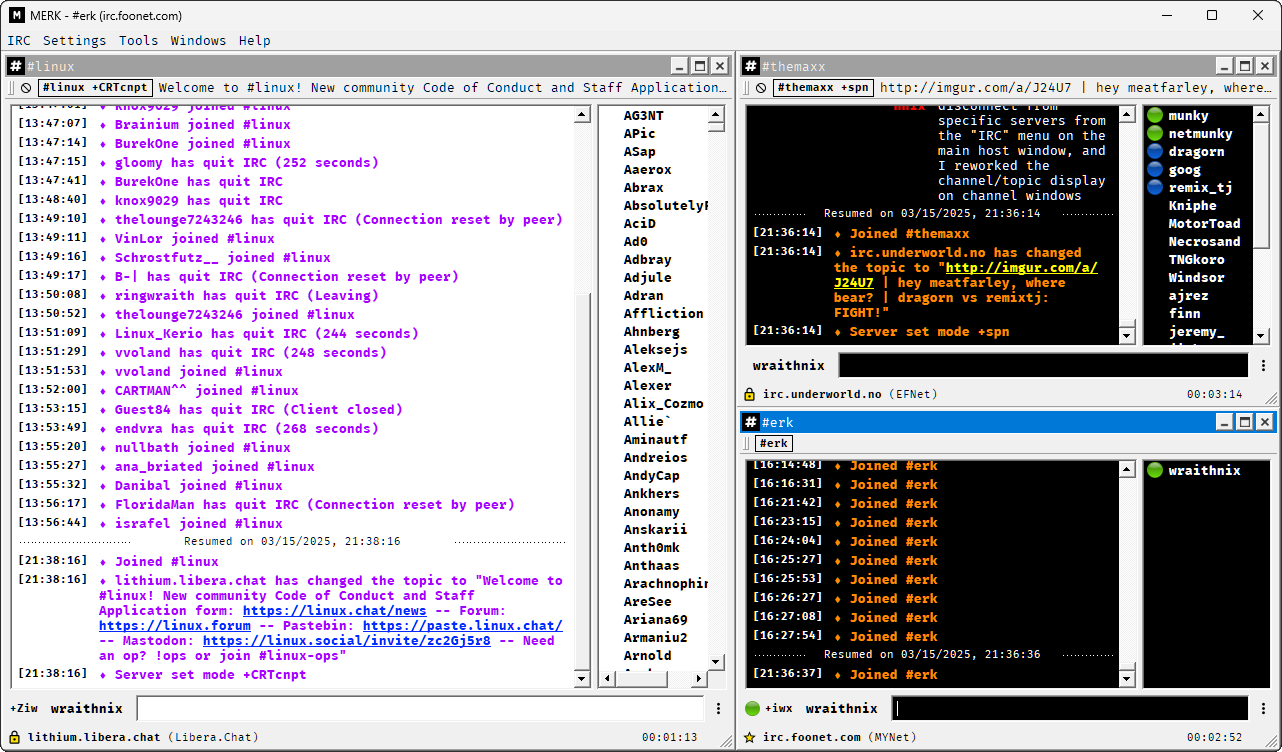 MERK - #erk (irc.foonet.com)
IRC Settings Tools Windows Help
#linux
#linux +CRTcnpt Welcome to #linux! New community Code of Conduct and Staff Application...
knox9029 joined #linux
[13:47:07] ♦ Brainium joined #linux
[13:47:14] ♦ BurekOne joined #linux
[13:47:15] ♦ gloomy has quit IRC (252 seconds)
[13:47:41] ♦ BurekOne has quit IRC
[13:48:40] ♦ knox9029 has quit IRC
[13:49:10] ♦ thelounge7243246 has quit IRC (Connection reset by peer)
[13:49:11] ♦ VinLor joined #linux
[13:49:16] ♦ Schrostfutz__ joined #linux
[13:49:17] ♦ B-| has quit IRC (Connection reset by peer)
[13:50:08] ♦ ringwraith has quit IRC (Leaving)
[13:50:52] ♦ thelounge7243246 joined #linux
[13:51:09] ♦ Linux_Kerio has quit IRC (244 seconds)
[13:51:29] ♦ vvoland has quit IRC (248 seconds)
[13:51:53] ♦ vvoland joined #linux
[13:52:00] ♦ CARTMAN^^ joined #linux
[13:53:15] ♦ Guest84 has quit IRC (Client closed)
[13:53:49] ♦ endvra has quit IRC (268 seconds)
[13:55:20] ♦ nullbath joined #linux
[13:55:27] ♦ ana_briated joined #linux
[13:55:32] ♦ Danibal joined #linux
[13:56:17] ♦ FloridaMan has quit IRC (Connection reset by peer)
[13:56:44] ♦ israfel joined #linux
Resumed on 03/15/2025, 21:38:16
[21:38:16] ♦ Joined #linux
[21:38:16] ♦ lithium.libera.chat has changed the topic to "Welcome to
#linux! New community Code of Conduct and Staff
Application form: https://linux.chat/news -- Forum:
https://linux.forum -- Pastebin: https://paste.linux.chat/
-- Mastodon: https://linux.social/invite/zc2Gj5r8 -- Need
an op? !ops or join #linux-ops"
[21:38:16] ♦ Server set mode +CRTcnpt
AG3NT
APic
ASap
Aaerox
Abrax
AbsolutelyF
AciD
Ad0
Adbray
Adjule
Adran
Affliction
Ahnberg
Aleksejs
AlexM_
Alexer
Alix_Cozmo
Allie`
Aminautf
Andreios
AndyCap
Ankhers
Anonamy
Anskarii
Anth0mk
Anthaas
Arachnophin
AreSee
Ariana69
Armaniu2
Arnold
+Ziw wraithnix
lithium.libera.chat (Libera.Chat) 00:01:13
#themaxx
#themaxx +spn http://imgur.com/a/J24U7 | hey meatfarley, where...
disconnect from
specific servers from
the "IRC" menu on the
main host window, and
I reworked the
channel/topic display
on channel windows
Resumed on 03/15/2025, 21:36:14
[21:36:14] ♦ Joined #themaxx
[21:36:14] ♦ irc.underworld.no has changed
the topic to "http://imgur.com/a/
J24U7 | hey meatfarley, where
bear? | dragorn vs remixtj:
FIGHT!"
[21:36:14] ♦ Server set mode +spn
munky
netmunky
dragorn
goog
remix_tj
Kniphe
MotorToad
Necrosand
TNGkoro
Windsor
ajrez
finn
jeremy_
wraithnix
irc.underworld.no (EFNet) 00:03:14
#erk
#erk
[16:14:48] ♦ Joined #erk
[16:16:31] ♦ Joined #erk
[16:21:42] ♦ Joined #erk
[16:23:15] ♦ Joined #erk
[16:24:04] ♦ Joined #erk
[16:25:27] ♦ Joined #erk
[16:25:53] ♦ Joined #erk
[16:26:27] ♦ Joined #erk
[16:27:08] ♦ Joined #erk
[16:27:54] ♦ Joined #erk
Resumed on 03/15/2025, 21:36:36
[21:36:37] ♦ Joined #erk
wraithnix
+iwx wraithnix
irc.foonet.com (MYNet) 00:02:52